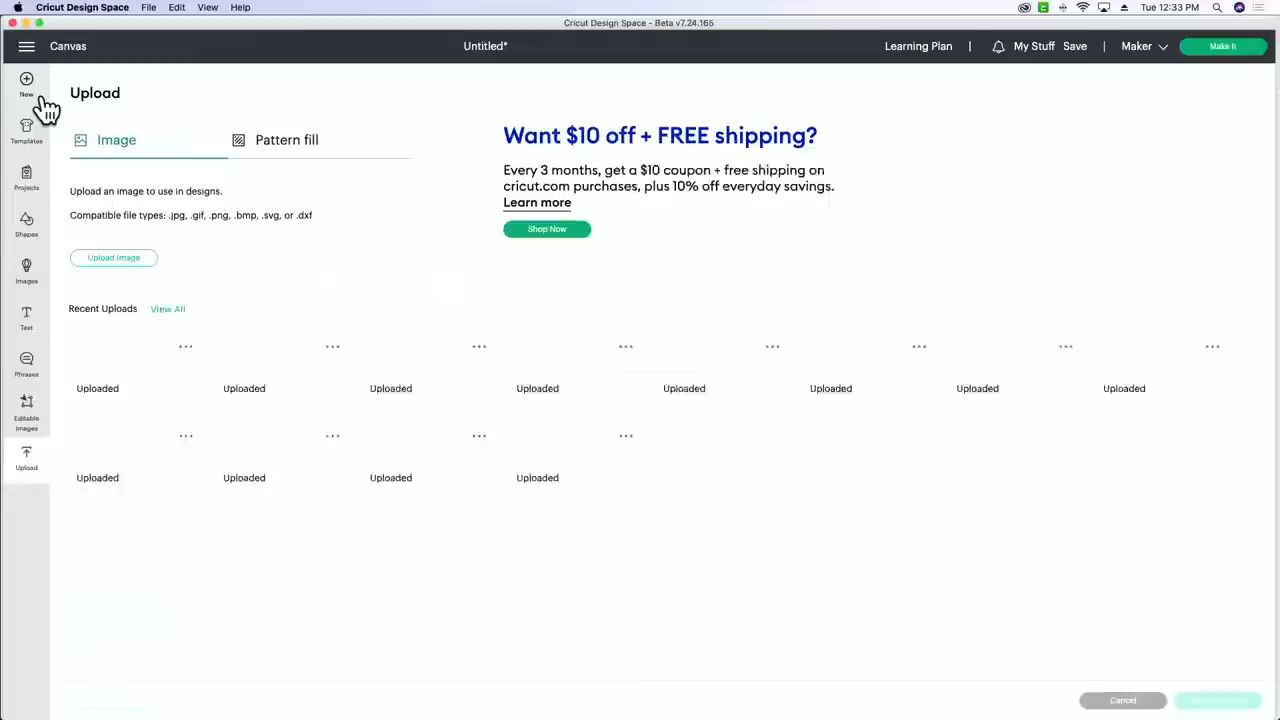 Cricut Design Space File Edit View Help Tue 12:33 PM
Cricut Design Space - Beta v7.24.165
Canvas Untitled* Learning Plan | My Stuff Save | Maker Make It
New
Templates
Projects
Shapes
Images
Text
Phrases
Editable
Images
Upload
Upload
Image Pattern fill
Upload an image to use in designs.
Compatible file types: .jpg, .gif, .png, .bmp, .svg, or .dxf
Upload Image
Want $10 off + FREE shipping?
Every 3 months, get a $10 coupon + free shipping on
cricut.com purchases, plus 10% off everyday savings.
Learn more
Shop Now
Recent Uploads View All
Uploaded Uploaded Uploaded Uploaded Uploaded Uploaded Uploaded Uploaded
Uploaded Uploaded Uploaded Uploaded
Cancel